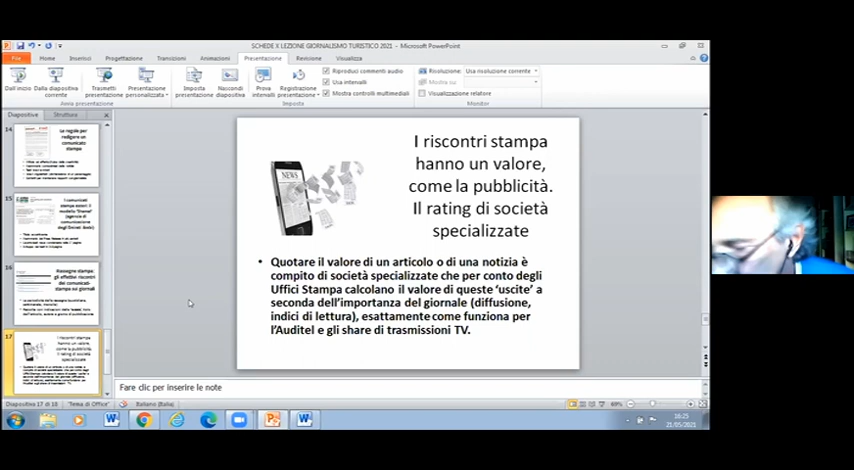 SCHEDE X LEZIONE GIORNALISMO TURISTICO 2021 - Microsoft PowerPoint
File Home Inserisci Progettazione Transizioni Animazioni Presentazione Revisione Visualizza
Dall'inizio
Dalla diapositiva corrente
Trasmetti presentazione
Presentazione personalizzata
Avvia presentazione
Imposta presentazione
Nascondi diapositiva
Prova intervalli
Registrazione presentazione
Riproduci commenti audio
Usa intervalli
Mostra controlli multimediali
Imposta
Risoluzione: Usa risoluzione corrente
Mostra su:
Visualizzazione relatore
Monitor
Diapositive Struttura
14
Le regole per
redigere un
comunicato
stampa
15
I comunicati
stampa esteri: il
16
Rassegne stampa:
gli effettivi riscontri
dei comunicati
stampa sui giornali
17
I riscontri stampa
hanno un valore,
come la pubblicità.
Il rating di società
specializzate
NEWS
I riscontri stampa
hanno un valore,
come la pubblicità.
Il rating di società
specializzate
• Quotare il valore di un articolo o di una notizia è
compito di società specializzate che per conto degli
Uffici Stampa calcolano il valore di queste ‘uscite’ a
seconda dell’importanza del giornale (diffusione,
indici di lettura), esattamente come funziona per
l’Auditel e gli share di trasmissioni TV.
Fare clic per inserire le note
Diapositiva 17 di 18 "Tema di Office" Italiano (Italia) 69%
16:25
21/05/2021